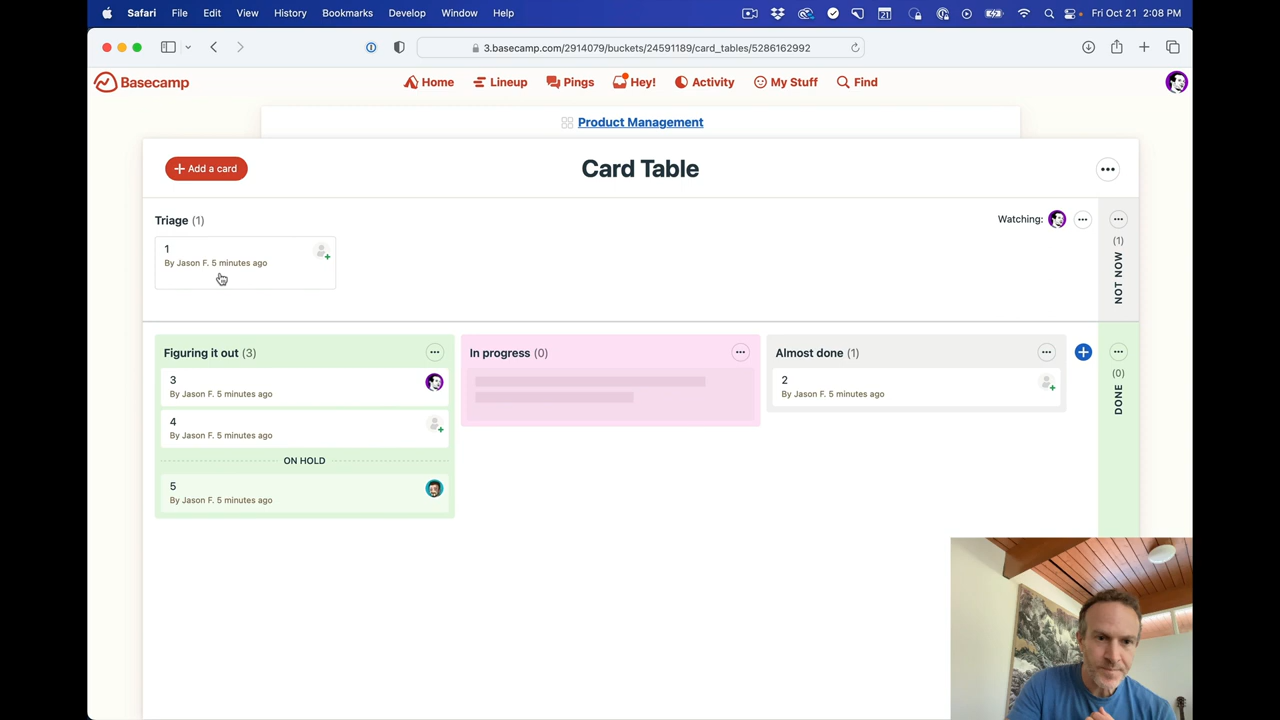 Safari File Edit View History Bookmarks Develop Window Help 21 Fri Oct 21 2:08 PM
3.basecamp.com/2914079/buckets/24591189/card_tables/5286162992
Basecamp Home Lineup Pings Hey! Activity My Stuff Find
Product Management
+ Add a card
Card Table
Triage (1)
Watching:
1
By Jason F. 5 minutes ago
(1)
NOT NOW
Figuring it out (3)
3
By Jason F. 5 minutes ago
4
By Jason F. 5 minutes ago
ON HOLD
5
By Jason F. 5 minutes ago
In progress (0)
Almost done (1)
2
By Jason F. 5 minutes ago
(0)
DONE